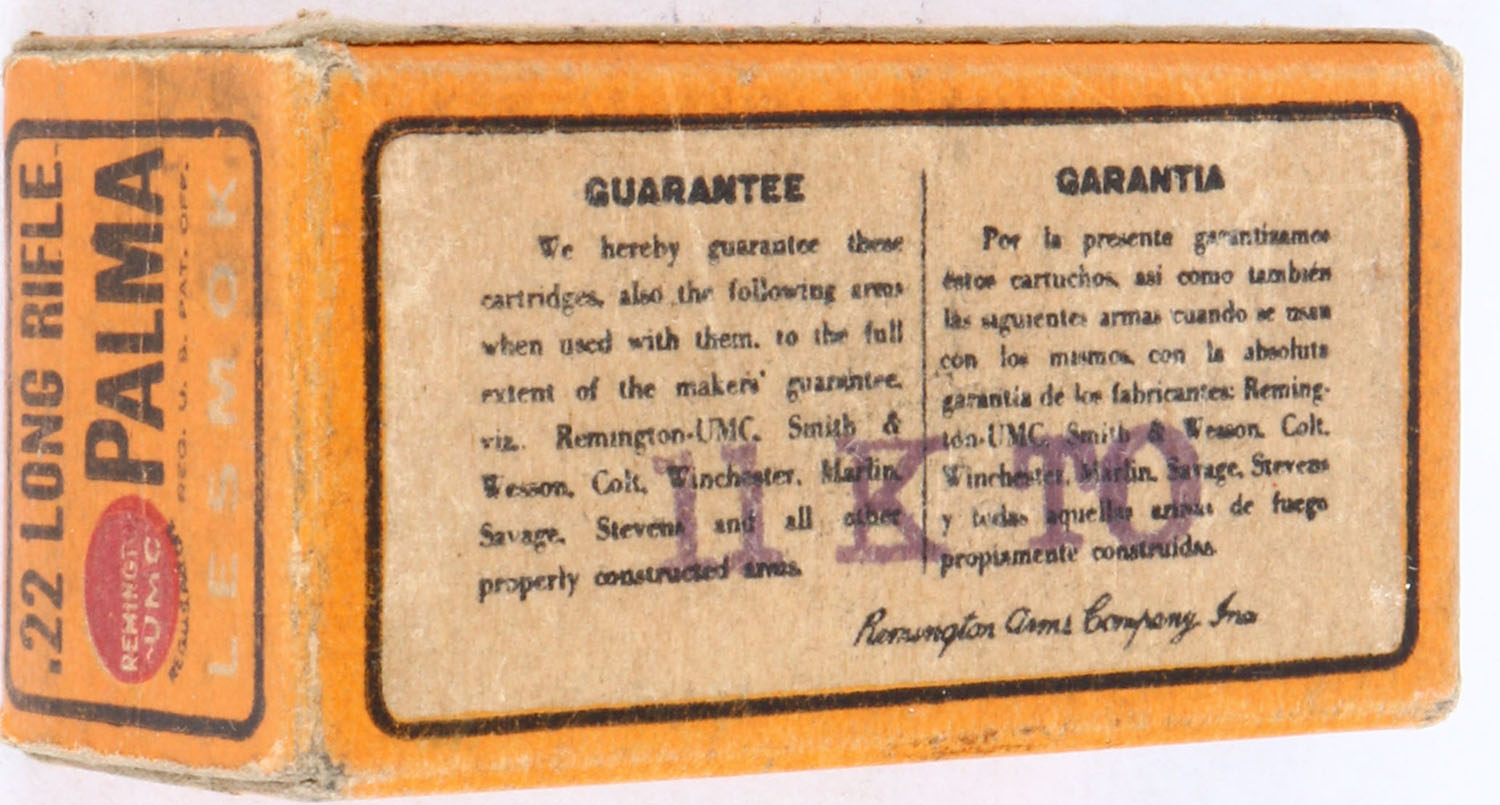 .22 LONG RIFLE
PALMA
REG. U. S. PAT. OFF.
REMINGTON
UMC
LESMOK
GUARANTEE
We hereby guarantee these
cartridges, also the following arms
when used with them, to the full
extent of the makers' guarantee,
viz. Remington-UMC, Smith &
Wesson, Colt, Winchester, Marlin,
Savage, Stevens and all other
properly constructed arms.
GARANTIA
Por la presente garantizamos
éstos cartuchos, asi como también
las siguientes armas cuando se usan
con los mismos, con la absoluta
garantía de los fabricantes: Reming-
ton-UMC, Smith & Wesson, Colt,
Winchester, Marlin, Savage, Stevens
y todas aquellas armas de fuego
propiamente construidas.
Remington Arms Company Inc
11 K TO